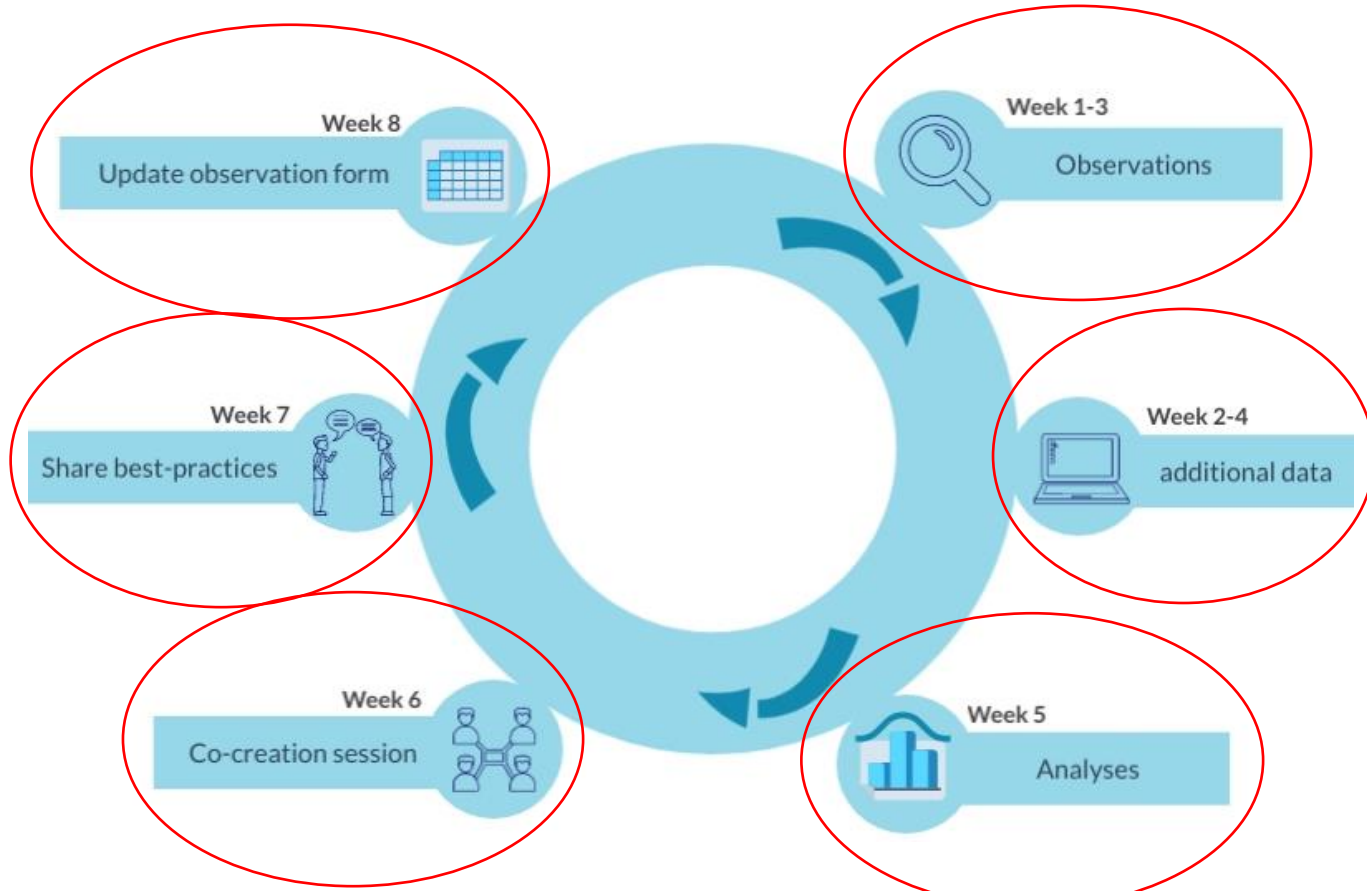 Week 1-3
Observations
Week 2-4
additional data
Week 5
Analyses
Week 6
Co-creation session
Week 7
Share best-practices
Week 8
Update observation form